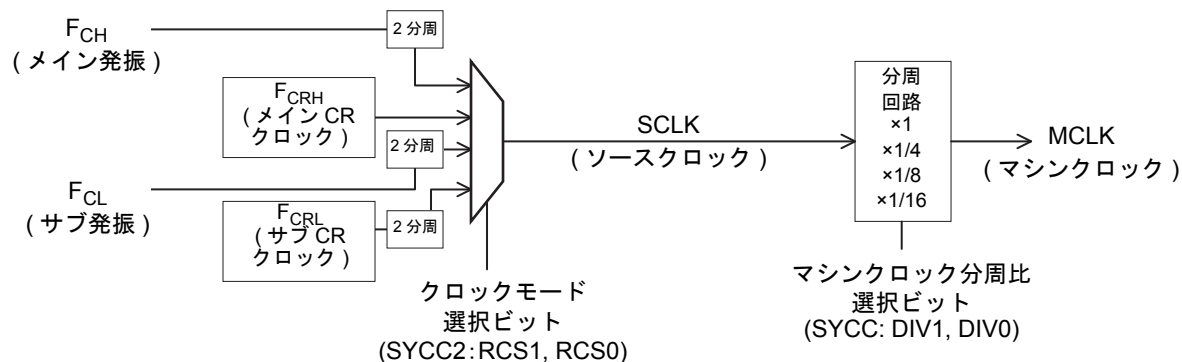 FCH
( メイン発振 )
2 分周
FCRH
( メイン CR
クロック )
2 分周
FCL
( サブ発振 )
FCRL
( サブ CR
クロック )
2 分周
クロックモード
選択ビット
(SYCC2：RCS1, RCS0)
SCLK
( ソースクロック )
分周
回路
×1
×1/4
×1/8
×1/16
MCLK
( マシンクロック )
マシンクロック分周比
選択ビット
(SYCC: DIV1, DIV0)